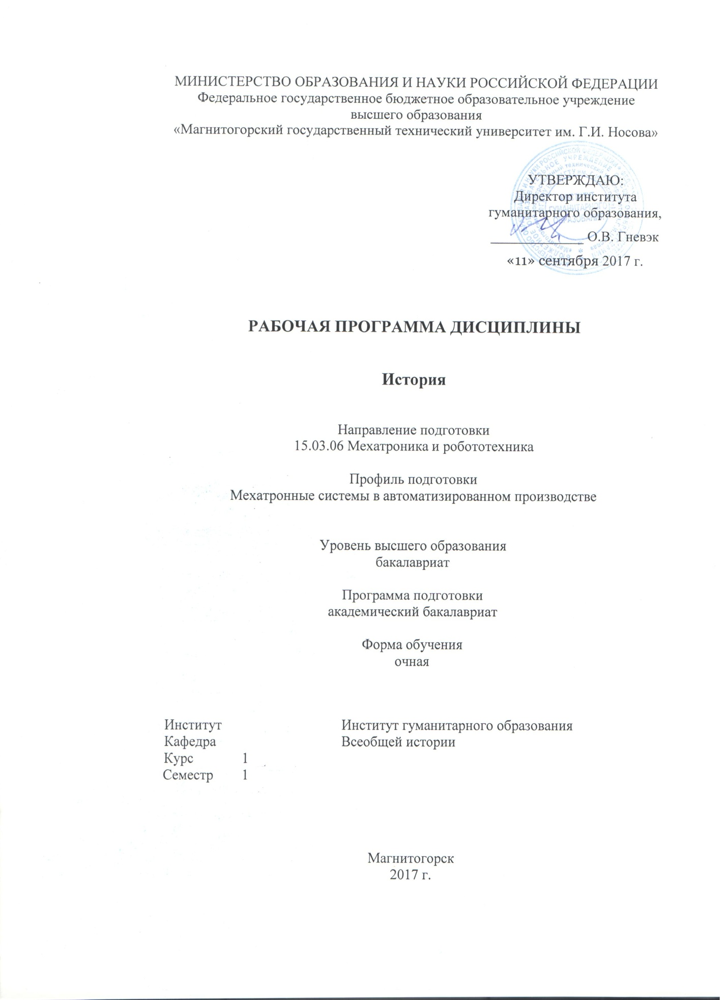 МИНИСТЕРСТВО ОБРАЗОВАНИЯ И НАУКИ РОССИЙСКОЙ ФЕДЕРАЦИИ
Федеральное государственное бюджетное образовательное учреждение
высшего образования
«Магнитогорский государственный технический университет им. Г.И. Носова»
УТВЕРЖДАЮ:
Директор института
гуманитарного образования,
О.В. Гневэк
«11» сентября 2017 г.
РАБОЧАЯ ПРОГРАММА ДИСЦИПЛИНЫ
История
Направление подготовки
15.03.06 Мехатроника и робототехника
Профиль подготовки
Мехатронные системы в автоматизированном производстве
Уровень высшего образования
бакалавриат
Программа подготовки
академический бакалавриат
Форма обучения
очная
Институт Институт гуманитарного образования
Кафедра Всеобщей истории
Курс 1
Семестр 1
Магнитогорск
2017 г.